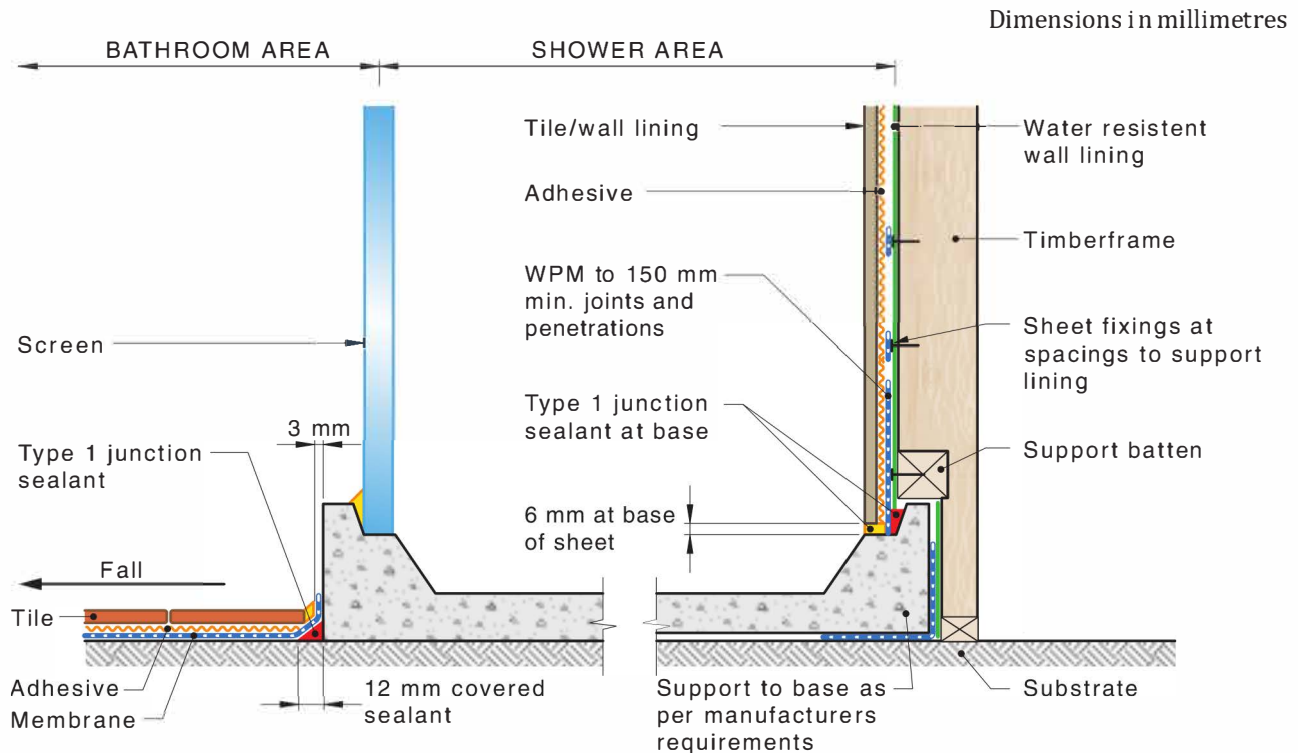 Dimensions in millimetres
BATHROOM AREA
SHOWER AREA
Tile/wall lining
Water resistent
wall lining
Adhesive
Timberframe
WPM to 150 mm
min. joints and
penetrations
Screen
Sheet fixings at
spacings to support
lining
Type 1 junction
sealant at base
3 mm
Type 1 junction
sealant
Support batten
6 mm at base
of sheet
Fall
Tile
Adhesive
Membrane
12 mm covered
sealant
Support to base as
per manufacturers
requirements
Substrate